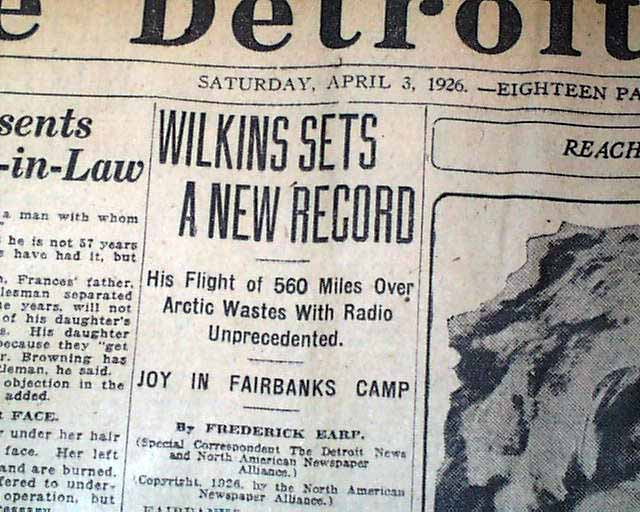 e Detroit
SATURDAY, APRIL 3, 1926. —EIGHTEEN PA
sents
-in-Law
a man with whom
he is not 57 years
s have had it, but
n, Frances' father,
lesman separated
e years, will not
of his daughter's
s. His daughter
because they "get
r. Browning has
tleman, he said.
objection in the
added.
FACE.
r under her hair
face. Her left
and are burned.
fered to under-
operation, but
cessary.
WILKINS SETS
A NEW RECORD
His Flight of 560 Miles Over
Arctic Wastes With Radio
Unprecedented.
JOY IN FAIRBANKS CAMP
By FREDERICK EARP.
(Special Correspondent The Detroit News
and North American Newspaper
Alliance.)
(Copyright, 1926, by the North American
Newspaper Alliance.)
FAIRBANKS
REACH